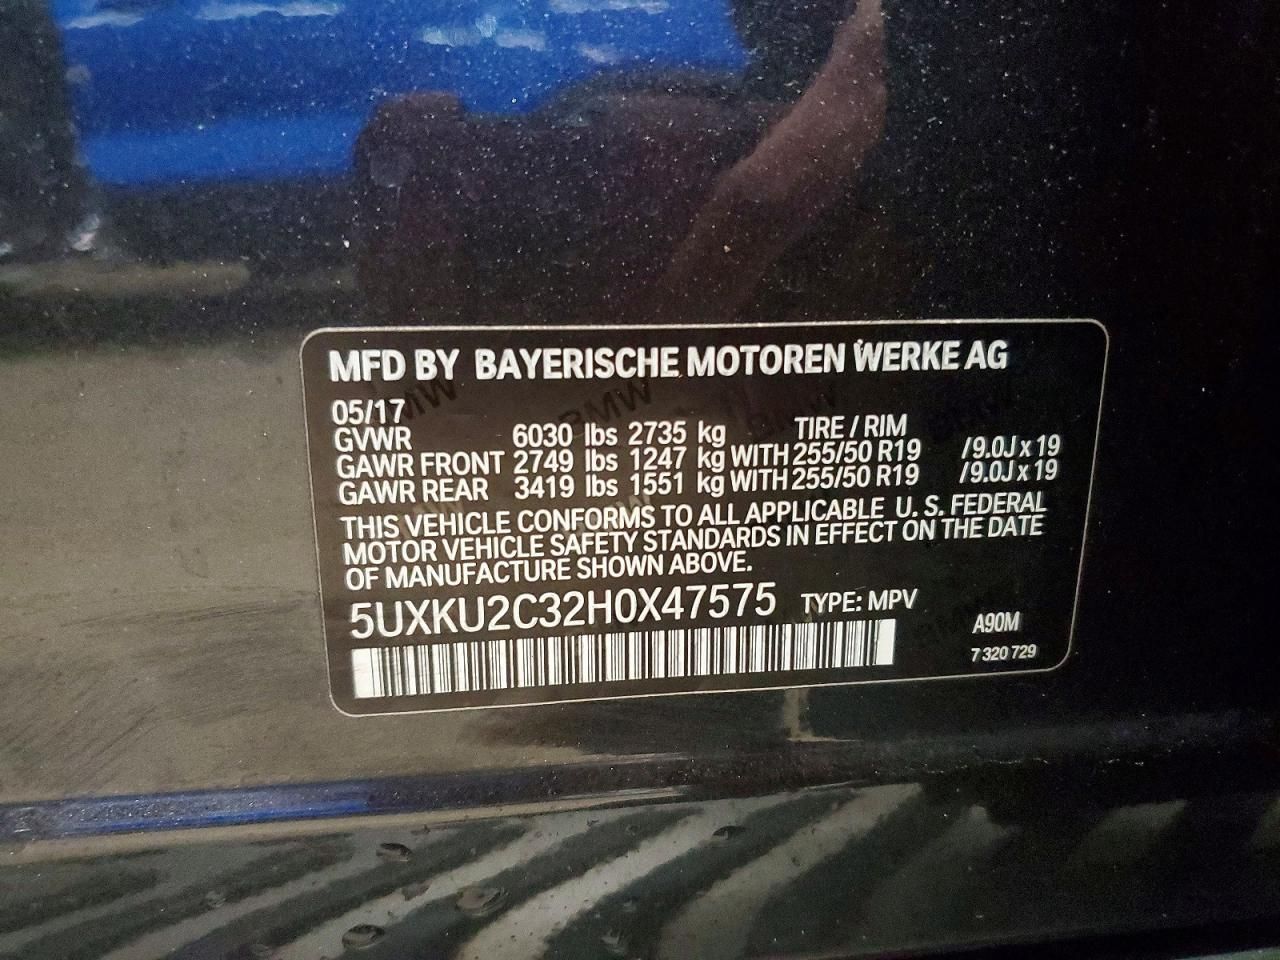 MFD BY BAYERISCHE MOTOREN WERKE AG
05/17
GVWR 6030 lbs 2735 kg TIRE / RIM
GAWR FRONT 2749 lbs 1247 kg WITH 255/50 R19 /9.0J x 19
GAWR REAR 3419 lbs 1551 kg WITH 255/50 R19 /9.0J x 19
THIS VEHICLE CONFORMS TO ALL APPLICABLE U. S. FEDERAL
MOTOR VEHICLE SAFETY STANDARDS IN EFFECT ON THE DATE
OF MANUFACTURE SHOWN ABOVE.
5UXKU2C32H0X47575 TYPE: MPV
A90M
7 320 729